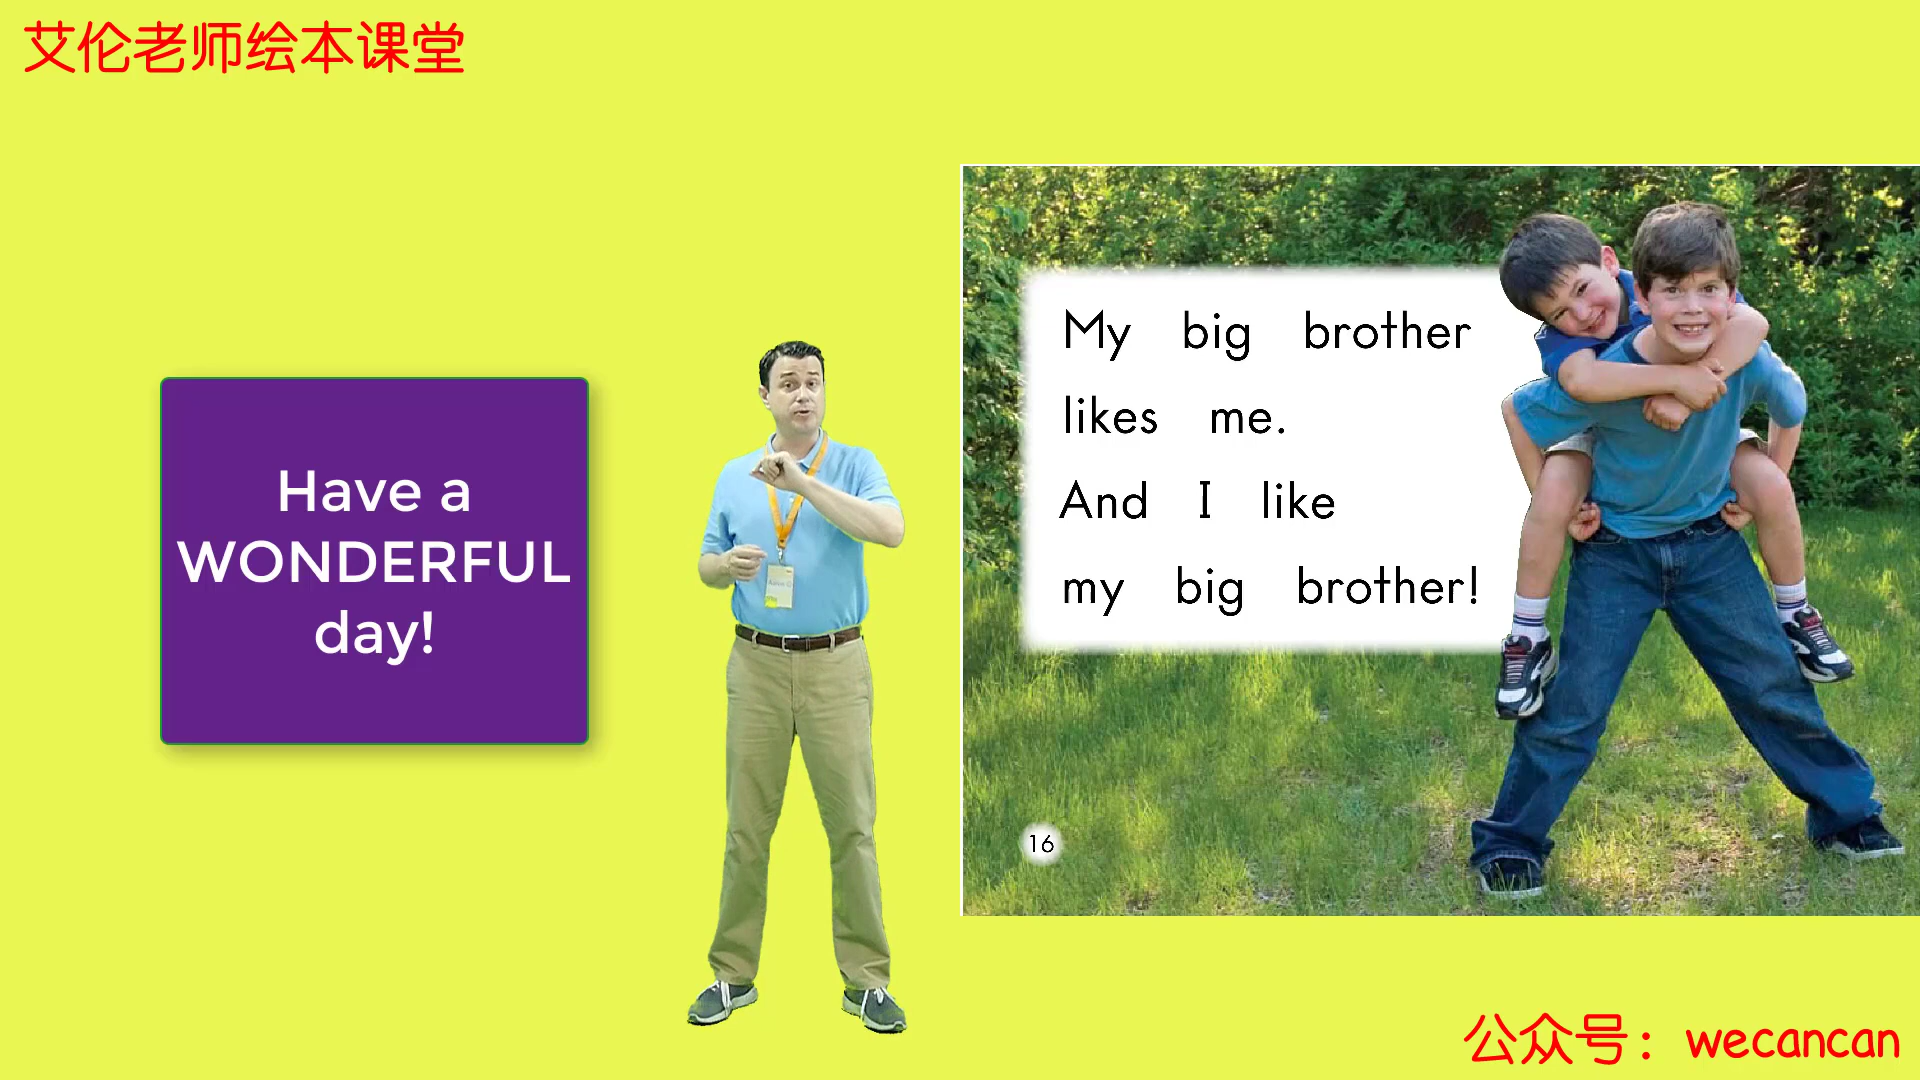 艾伦老师绘本课堂
Have a
WONDERFUL
day!
My big brother
likes me.
And I like
my big brother!
16
公众号：wecancan